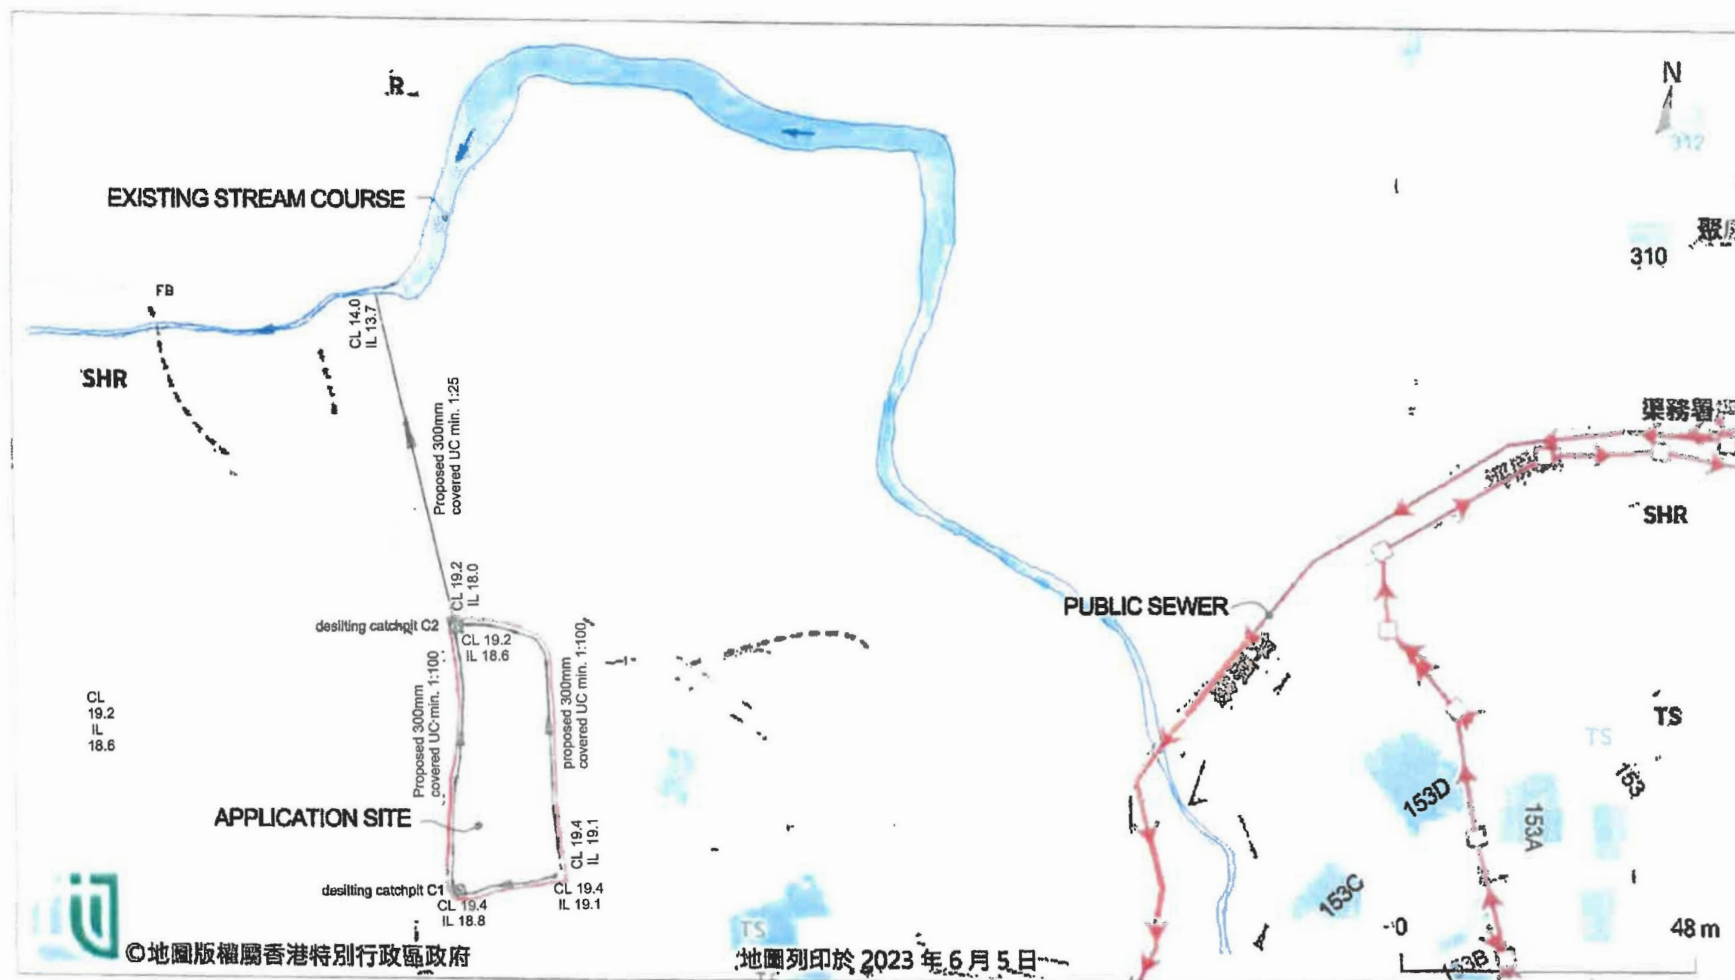 R
N
312
EXISTING STREAM COURSE
310
FB
CL 14.0
IL 13.7
SHR
Proposed 300mm
covered UC min. 1:25
渠務署
SHR
CL 19.2
IL 18.0
desilting catchpit C2
CL 19.2
IL 18.6
PUBLIC SEWER
Proposed 300mm
covered UC min. 1:100
proposed 300mm
covered UC min. 1:100
CL
19.2
IL
18.6
TS
TS
153
153D
153A
APPLICATION SITE
CL 19.4
IL 19.1
desilting catchpit C1
CL 19.4
IL 18.8
CL 19.4
IL 19.1
153C
TS
0
48 m
©地圖版權屬香港特別行政區政府
地圖列印於 2023 年 6 月 5 日